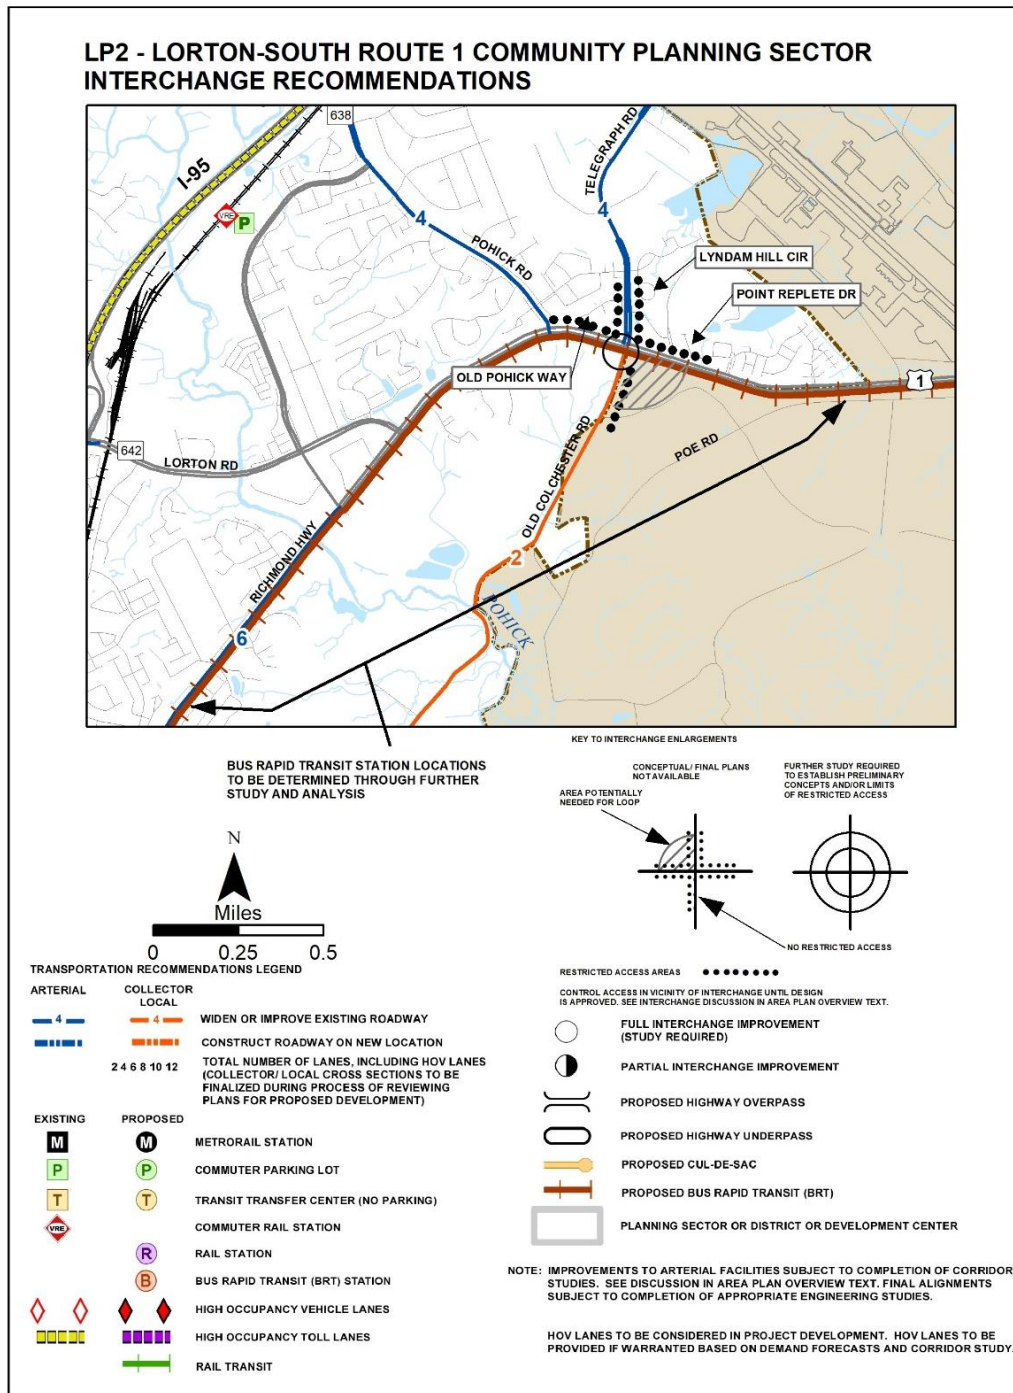 LP2 - LORTON-SOUTH ROUTE 1 COMMUNITY PLANNING SECTOR
INTERCHANGE RECOMMENDATIONS
638
I-95
TELEGRAPH RD
VRE
P
4
4
POHICK RD
LYNDAM HILL CIR
POINT REPLETE DR
OLD POHICK WAY
1
642
LORTON RD
OLD COLCHESTER RD
POE RD
RICHMOND HWY
2
POHICK
6
BUS RAPID TRANSIT STATION LOCATIONS
TO BE DETERMINED THROUGH FURTHER
STUDY AND ANALYSIS
KEY TO INTERCHANGE ENLARGEMENTS
CONCEPTUAL/ FINAL PLANS
NOT AVAILABLE
FURTHER STUDY REQUIRED
TO ESTABLISH PRELIMINARY
CONCEPTS AND/OR LIMITS
OF RESTRICTED ACCESS
AREA POTENTIALLY
NEEDED FOR LOOP
NO RESTRICTED ACCESS
N
Miles
0 0.25 0.5
TRANSPORTATION RECOMMENDATIONS LEGEND
ARTERIAL
COLLECTOR
LOCAL
4 4 WIDEN OR IMPROVE EXISTING ROADWAY
CONSTRUCT ROADWAY ON NEW LOCATION
2 4 6 8 10 12 TOTAL NUMBER OF LANES, INCLUDING HOV LANES
(COLLECTOR/ LOCAL CROSS SECTIONS TO BE
FINALIZED DURING PROCESS OF REVIEWING
PLANS FOR PROPOSED DEVELOPMENT)
EXISTING PROPOSED
M M METRORAIL STATION
P P COMMUTER PARKING LOT
T T TRANSIT TRANSFER CENTER (NO PARKING)
VRE COMMUTER RAIL STATION
R RAIL STATION
B BUS RAPID TRANSIT (BRT) STATION
HIGH OCCUPANCY VEHICLE LANES
HIGH OCCUPANCY TOLL LANES
RAIL TRANSIT
RESTRICTED ACCESS AREAS
CONTROL ACCESS IN VICINITY OF INTERCHANGE UNTIL DESIGN
IS APPROVED. SEE INTERCHANGE DISCUSSION IN AREA PLAN OVERVIEW TEXT.
FULL INTERCHANGE IMPROVEMENT
(STUDY REQUIRED)
PARTIAL INTERCHANGE IMPROVEMENT
PROPOSED HIGHWAY OVERPASS
PROPOSED HIGHWAY UNDERPASS
PROPOSED CUL-DE-SAC
PROPOSED BUS RAPID TRANSIT (BRT)
PLANNING SECTOR OR DISTRICT OR DEVELOPMENT CENTER
NOTE: IMPROVEMENTS TO ARTERIAL FACILITIES SUBJECT TO COMPLETION OF CORRIDOR
STUDIES. SEE DISCUSSION IN AREA PLAN OVERVIEW TEXT. FINAL ALIGNMENTS
SUBJECT TO COMPLETION OF APPROPRIATE ENGINEERING STUDIES.
HOV LANES TO BE CONSIDERED IN PROJECT DEVELOPMENT. HOV LANES TO BE
PROVIDED IF WARRANTED BASED ON DEMAND FORECASTS AND CORRIDOR STUDY.